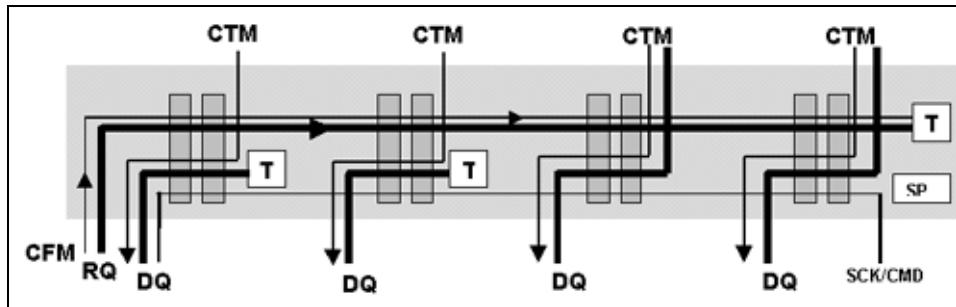 CTM CTM CTM CTM
T
T T
SP
CFM RQ DQ DQ DQ DQ SCK/CMD